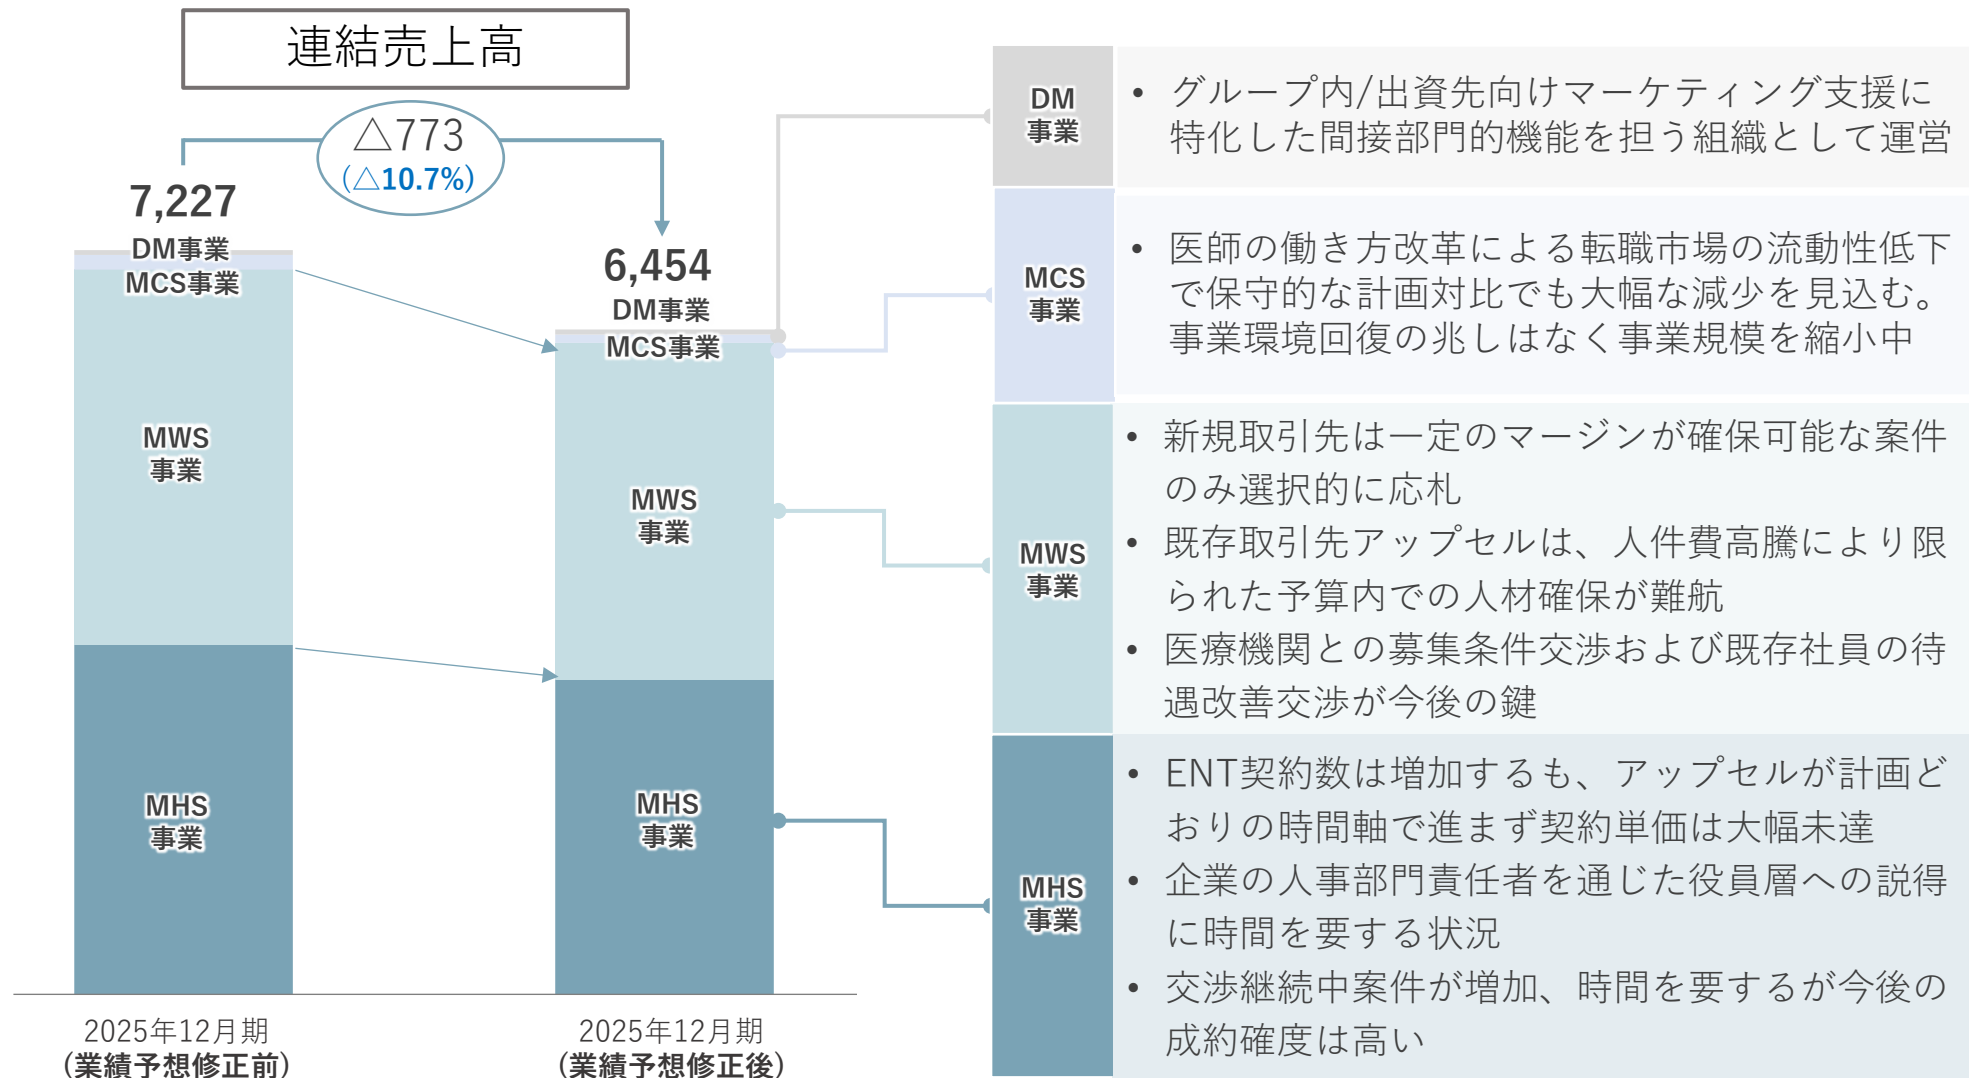 連結売上高
△773
(△10.7%)
7,227
DM事業
MCS事業
MWS
事業
MHS
事業
2025年12月期
(業績予想修正前)
6,454
DM事業
MCS事業
MWS
事業
MHS
事業
2025年12月期
(業績予想修正後)
DM
事業
• グループ内/出資先向けマーケティング支援に
特化した間接部門的機能を担う組織として運営
MCS
事業
• 医師の働き方改革による転職市場の流動性低下
で保守的な計画対比でも大幅な減少を見込む。
事業環境回復の兆しはなく事業規模を縮小中
MWS
事業
• 新規取引先は一定のマージンが確保可能な案件
のみ選択的に応札
• 既存取引先アップセルは、人件費高騰により限
られた予算内での人材確保が難航
• 医療機関との募集条件交渉および既存社員の待
遇改善交渉が今後の鍵
MHS
事業
• ENT契約数は増加するも、アップセルが計画ど
おりの時間軸で進まず契約単価は大幅未達
• 企業の人事部門責任者を通じた役員層への説得
に時間を要する状況
• 交渉継続中案件が増加、時間を要するが今後の
成約確度は高い